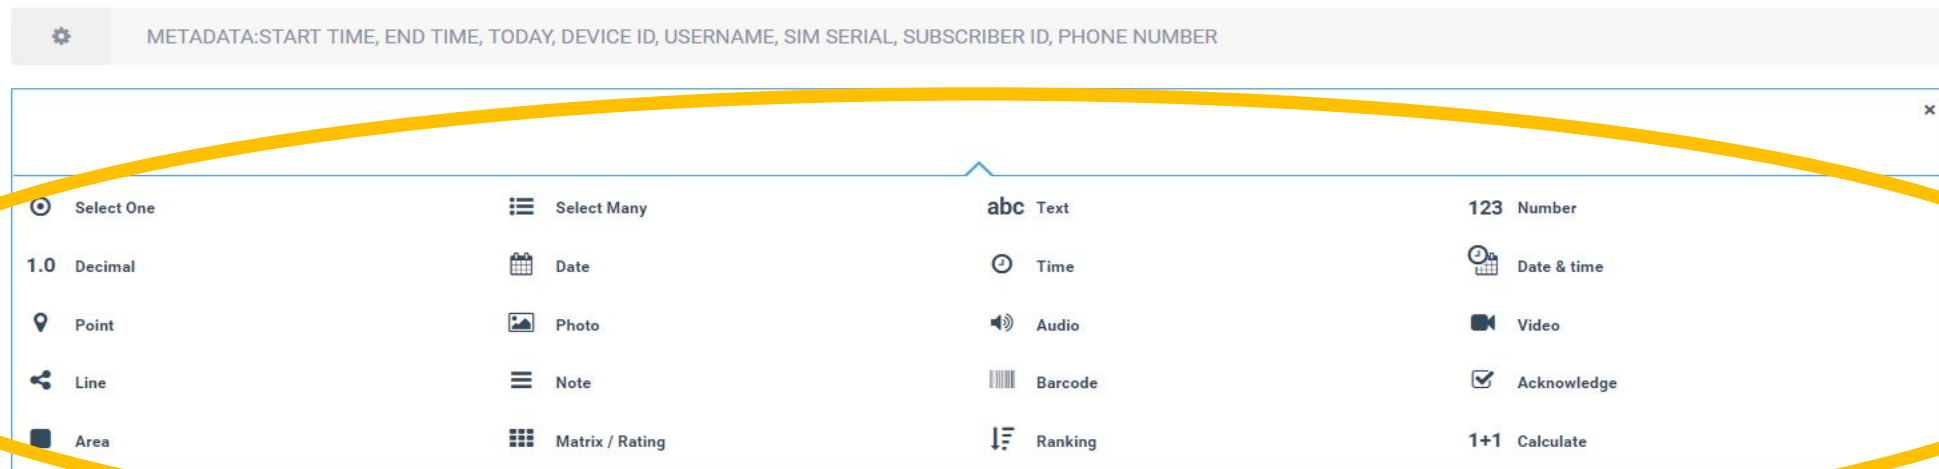 METADATA:START TIME, END TIME, TODAY, DEVICE ID, USERNAME, SIM SERIAL, SUBSCRIBER ID, PHONE NUMBER
×
Select One Select Many abc Text 123 Number
1.0 Decimal Date Time Date & time
Point Photo Audio Video
Line Note Barcode Acknowledge
Area Matrix / Rating Ranking 1+1 Calculate